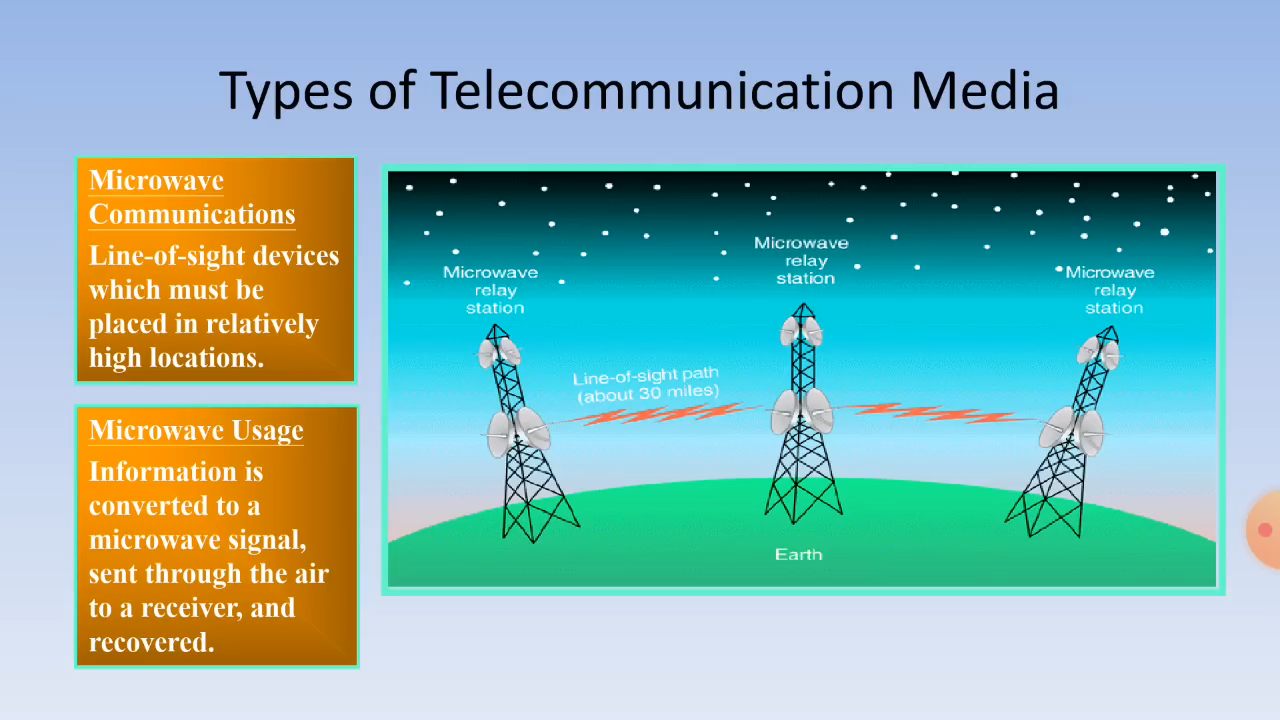 Types of Telecommunication Media
Microwave
Communications
Line-of-sight devices
which must be
placed in relatively
high locations.
Microwave Usage
Information is
converted to a
microwave signal,
sent through the air
to a receiver, and
recovered.
Microwave
relay
station
Microwave
relay
station
Microwave
relay
station
Line-of-sight path
(about 30 miles)
Earth